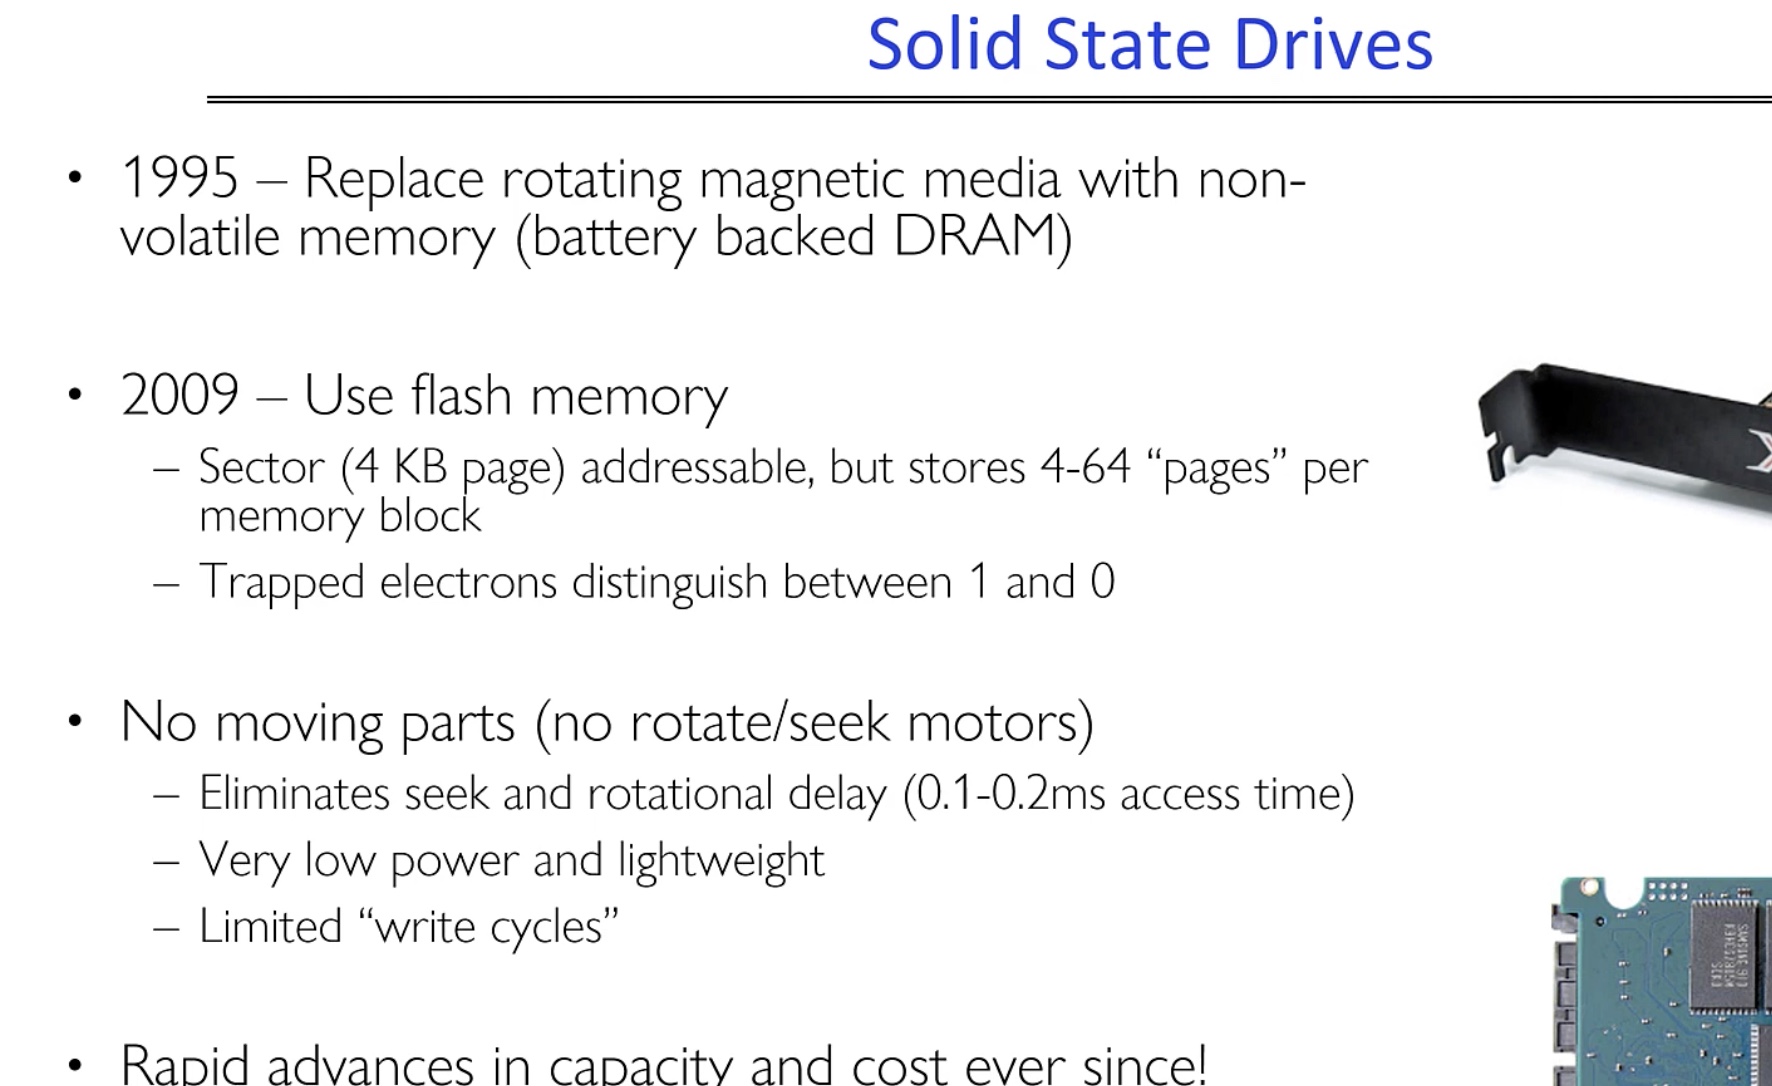 Solid State Drives
• 1995 – Replace rotating magnetic media with non-
volatile memory (battery backed DRAM)
• 2009 – Use flash memory
– Sector (4 KB page) addressable, but stores 4-64 “pages” per
memory block
– Trapped electrons distinguish between 1 and 0
• No moving parts (no rotate/seek motors)
– Eliminates seek and rotational delay (0.1-0.2ms access time)
– Very low power and lightweight
– Limited “write cycles”
• Rapid advances in capacity and cost ever since!